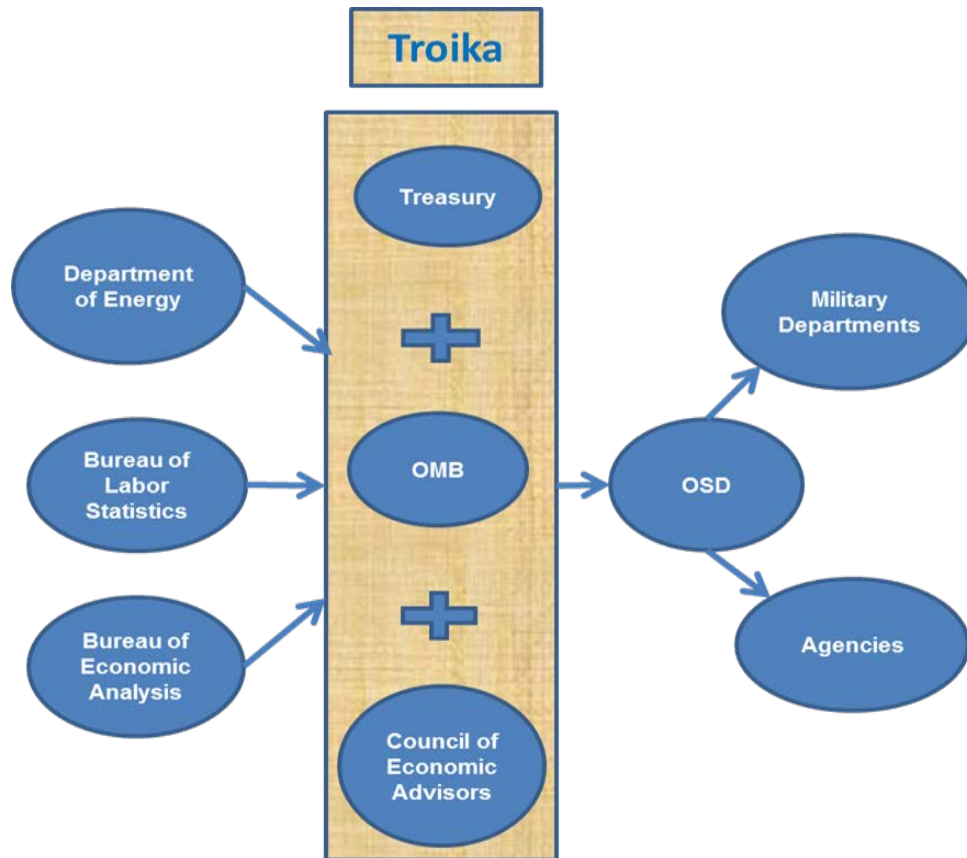 Troika
Treasury
Department
of Energy
Military
Departments
Bureau of
Labor
Statistics
OMB
OSD
Bureau of
Economic
Analysis
Agencies
Council of
Economic
Advisors